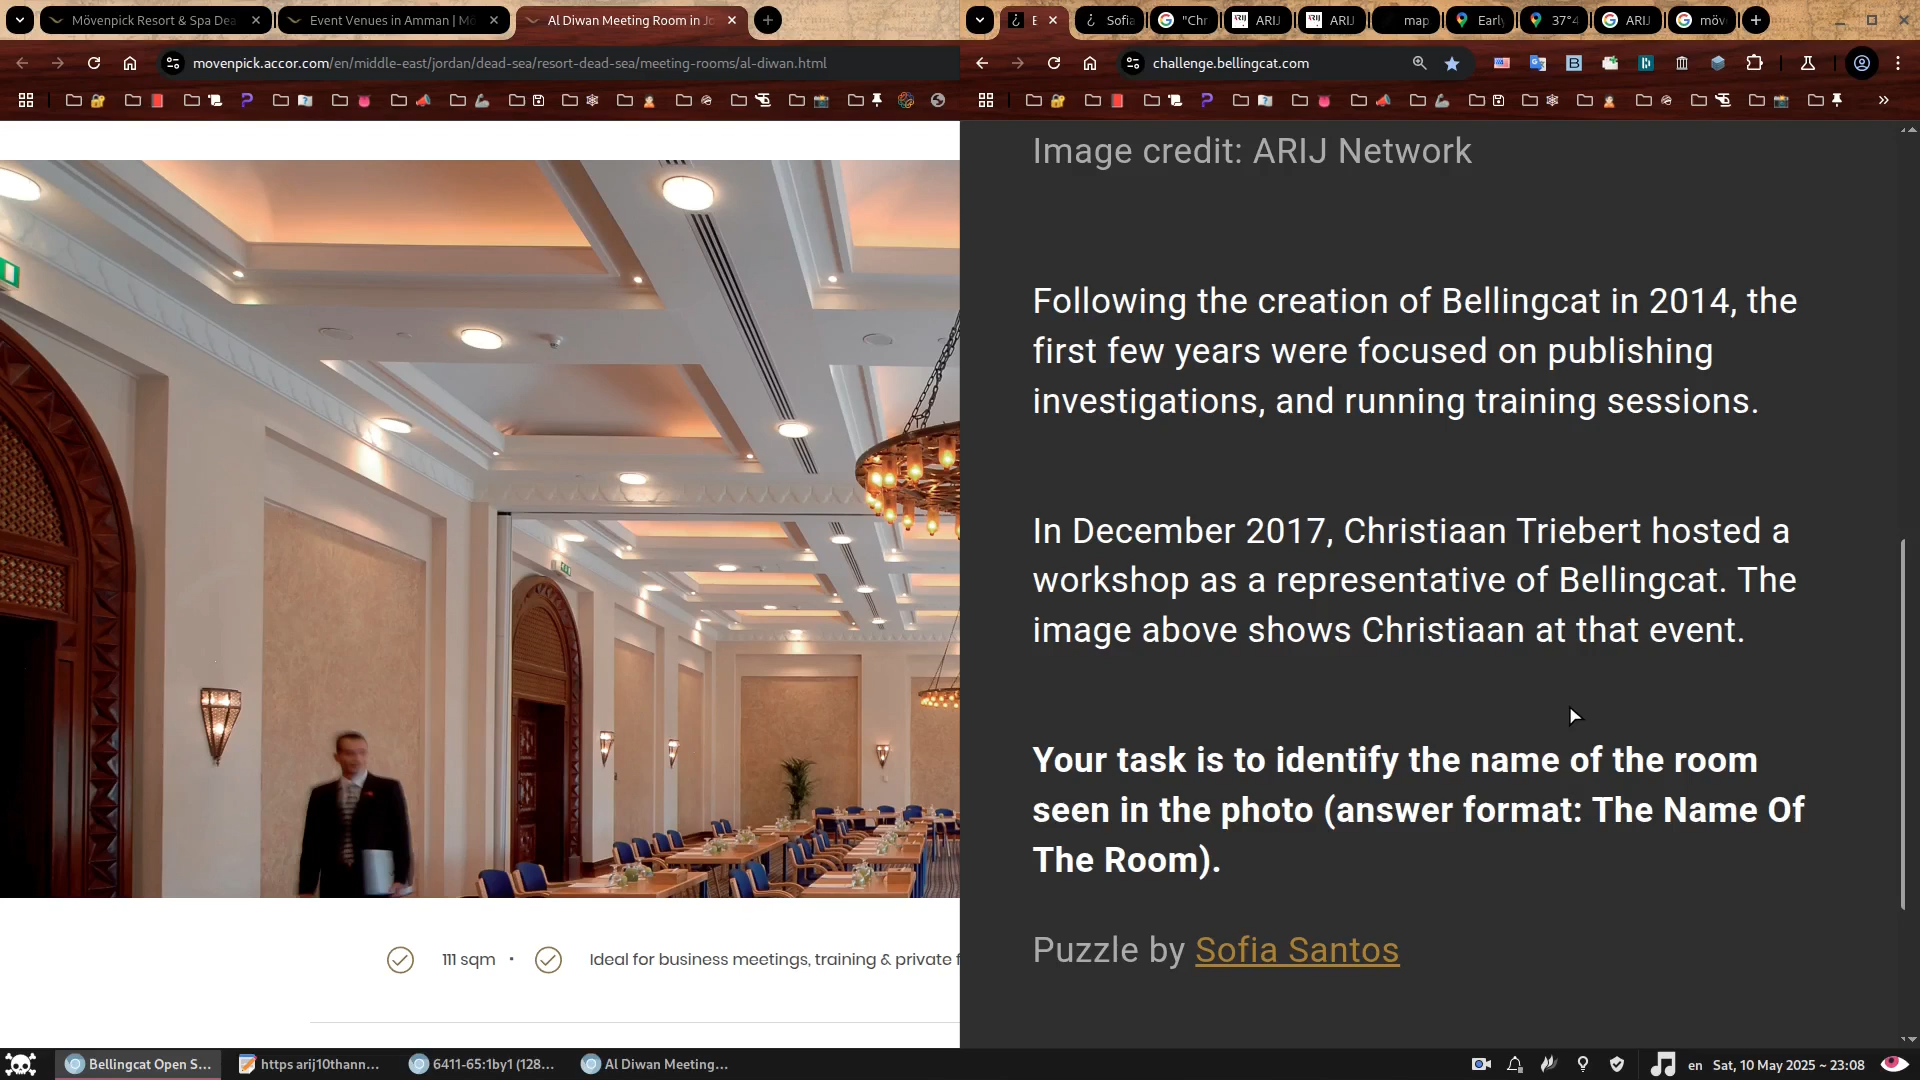 Mövenpick Resort & Spa Dea
Event Venues in Amman | Mö
Al Diwan Meeting Room in Jo
movenpick.accor.com/en/middle-east/jordan/dead-sea/resort-dead-sea/meeting-rooms/al-diwan.html
111 sqm • Ideal for business meetings, training & private f
E
Sofia
"Chr
ARIJ
ARIJ
map
Early
37°4
ARIJ
möv
challenge.bellingcat.com
Image credit: ARIJ Network
Following the creation of Bellingcat in 2014, the
first few years were focused on publishing
investigations, and running training sessions.
In December 2017, Christiaan Triebert hosted a
workshop as a representative of Bellingcat. The
image above shows Christiaan at that event.
Your task is to identify the name of the room
seen in the photo (answer format: The Name Of
The Room).
Puzzle by Sofia Santos
Bellingcat Open S...
https arij10thann...
6411-65:1by1 (128...
Al Diwan Meeting...
en Sat, 10 May 2025 ~ 23:08